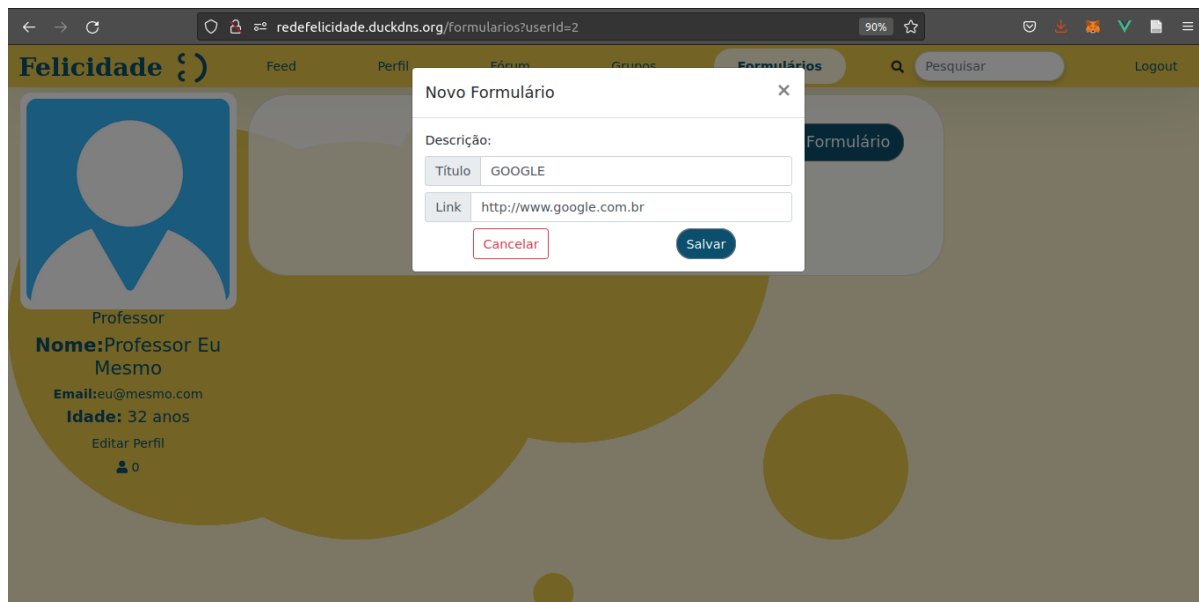 redefelicidade.duckdns.org/formularios?userId=2
90%
Felicidade :)
Feed
Perfil
Fórum
Grupos
Formulários
Pesquisar
Logout
Novo Formulário
×
Descrição:
Formulário
Título GOOGLE
Link http://www.google.com.br
Cancelar
Salvar
Professor
Nome:Professor Eu
Mesmo
Email:eu@mesmo.com
Idade: 32 anos
Editar Perfil
0